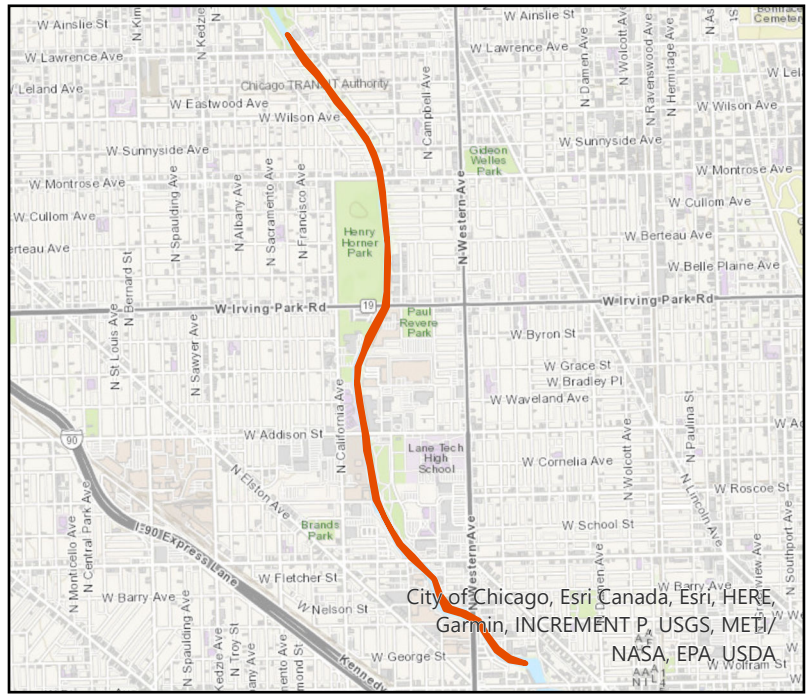 W Ainslie St
W Ainslie St
N Kedzie
W Lawrence Ave
W Lawrence Ave
Cemetery
N Damen Ave
N Wolcott Ave
N Ravenswood Ave
N Hermitage Ave
Leland Ave
Chicago TRANSIT Authority
W Eastwood Ave
W Wilson Ave
W Wilson Ave
N Campbell Ave
W Sunnyside Ave
W Sunnyside Ave
Gideon
Welles
Park
W Montrose Ave
W Montrose Ave
N Spaulding Ave
N Albany Ave
N Sacramento Ave
N Francisco Ave
N Western Ave
W Cullom Ave
W Cullom Ave
Henry
Horner
Park
W Berteau Ave
erteau Ave
N Bernard St
W Belle Plaine Ave
W Irving Park Rd
19
W Irving Park Rd
Paul
Revere
Park
W Byron St
N St Louis Ave
N Sawyer Ave
W Grace St
W Bradley Pl
W Waveland Ave
N California Ave
N Paulina St
90
W Addison St
Lane Tech
High
School
W Cornelia Ave
N Wolcott Ave
N Elston Ave
W Roscoe St
N Lincoln Ave
N Central Park Ave
N Monticello Ave
I-90 Express Lane
Brands
Park
W School St
N Western Ave
N Southport Ave
W Fletcher St
W Barry Ave
W Barry Ave
N Nelson St
City of Chicago, Esri Canada, Esri, HERE,
Garmin, INCREMENT P, USGS, METI/
NASA, EPA, USDA
N Spaulding Ave
N Troy St
W George St
W Wolfram St
Kennedy